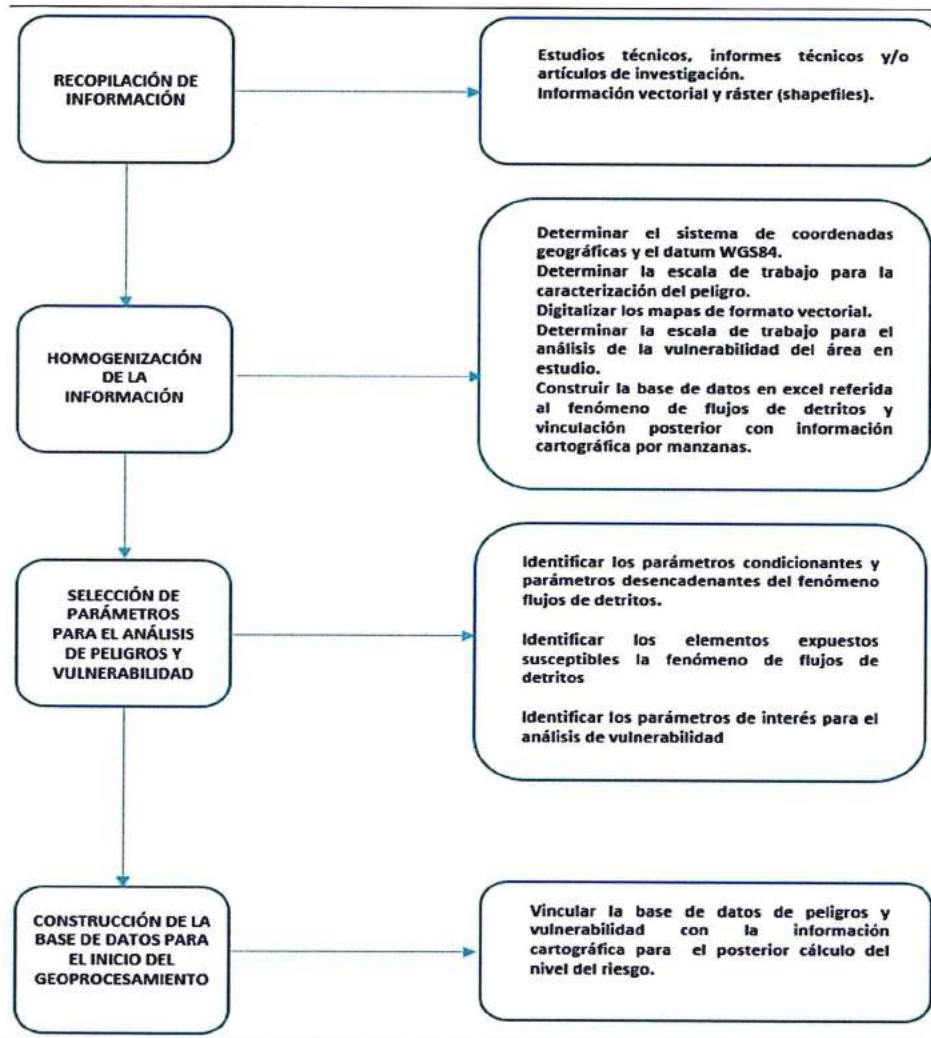 RECOPILACIÓN DE
INFORMACIÓN
Estudios técnicos, informes técnicos y/o
artículos de investigación.
Información vectorial y ráster (shapefiles).
HOMOGENIZACIÓN
DE LA
INFORMACIÓN
Determinar el sistema de coordenadas
geográficas y el datum WGS84.
Determinar la escala de trabajo para la
caracterización del peligro.
Digitalizar los mapas de formato vectorial.
Determinar la escala de trabajo para el
análisis de la vulnerabilidad del área en
estudio.
Construir la base de datos en excel referida
al fenómeno de flujos de detritos y
vinculación posterior con información
cartográfica por manzanas.
SELECCIÓN DE
PARÁMETROS
PARA EL ANÁLISIS
DE PELIGROS Y
VULNERABILIDAD
Identificar los parámetros condicionantes y
parámetros desencadenantes del fenómeno
flujos de detritos.
Identificar los elementos expuestos
susceptibles la fenómeno de flujos de
detritos
Identificar los parámetros de interés para el
análisis de vulnerabilidad
CONSTRUCCIÓN DE LA
BASE DE DATOS PARA
EL INICIO DEL
GEOPROCESAMIENTO
Vincular la base de datos de peligros y
vulnerabilidad con la información
cartográfica para el posterior cálculo del
nivel del riesgo.